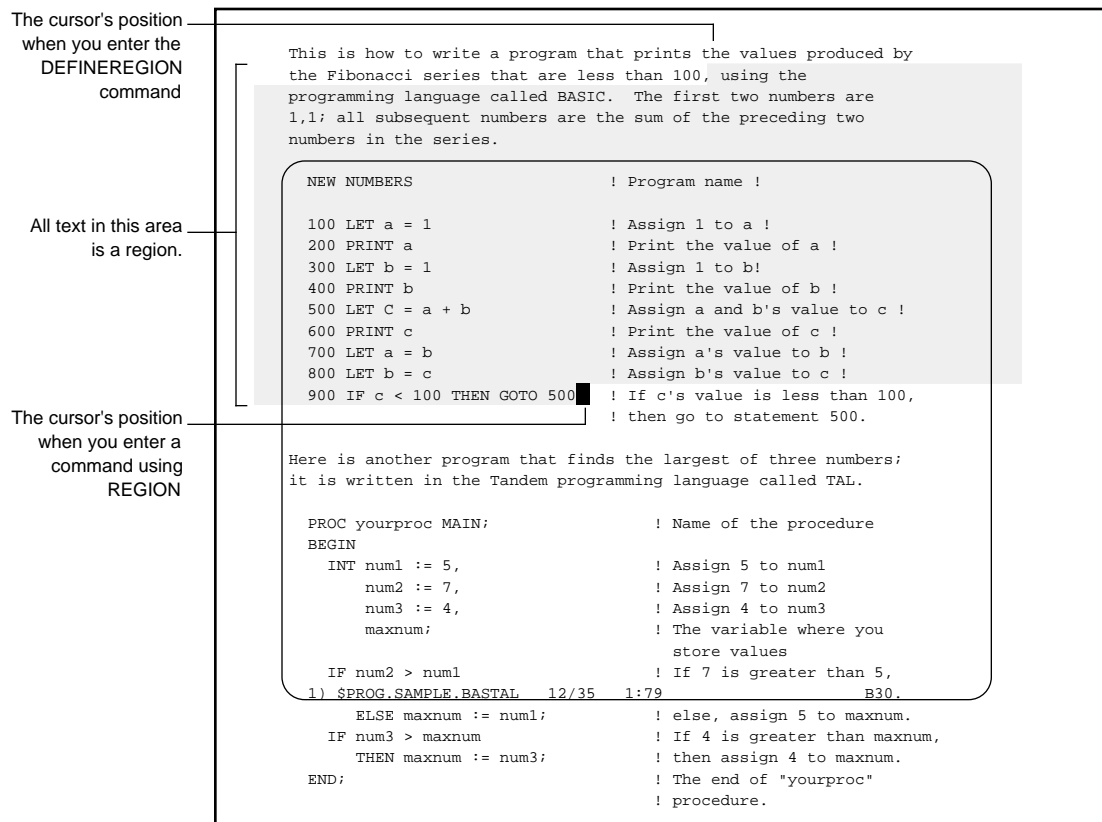 The cursor's position
when you enter the
DEFINEREGION
command
All text in this area
is a region.
The cursor's position
when you enter a
command using
REGION
This is how to write a program that prints the values produced by
the Fibonacci series that are less than 100, using the
programming language called BASIC.  The first two numbers are
1,1; all subsequent numbers are the sum of the preceding two
numbers in the series.
NEW NUMBERS ! Program name !
100 LET a = 1 ! Assign 1 to a !
200 PRINT a ! Print the value of a !
300 LET b = 1 ! Assign 1 to b!
400 PRINT b ! Print the value of b !
500 LET C = a + b ! Assign a and b's value to c !
600 PRINT c ! Print the value of c !
700 LET a = b ! Assign a's value to b !
800 LET b = c ! Assign b's value to c !
900 IF c < 100 THEN GOTO 500 ! If c's value is less than 100,
! then go to statement 500.
Here is another program that finds the largest of three numbers;
it is written in the Tandem programming language called TAL.
PROC yourproc MAIN; ! Name of the procedure
BEGIN
INT num1 := 5, ! Assign 5 to num1
num2 := 7, ! Assign 7 to num2
num3 := 4, ! Assign 4 to num3
maxnum; ! The variable where you
store values
IF num2 > num1 ! If 7 is greater than 5,
1) $PROG.SAMPLE.BASTAL 12/35 1:79 B30.
ELSE maxnum := num1; ! else, assign 5 to maxnum.
IF num3 > maxnum ! If 4 is greater than maxnum,
THEN maxnum := num3; ! then assign 4 to maxnum.
END; ! The end of "yourproc"
! procedure.